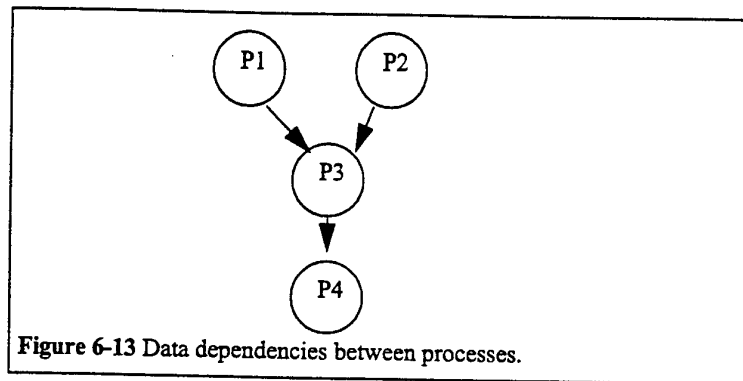 P1
P2
P3
P4
Figure 6-13 Data dependencies between processes.